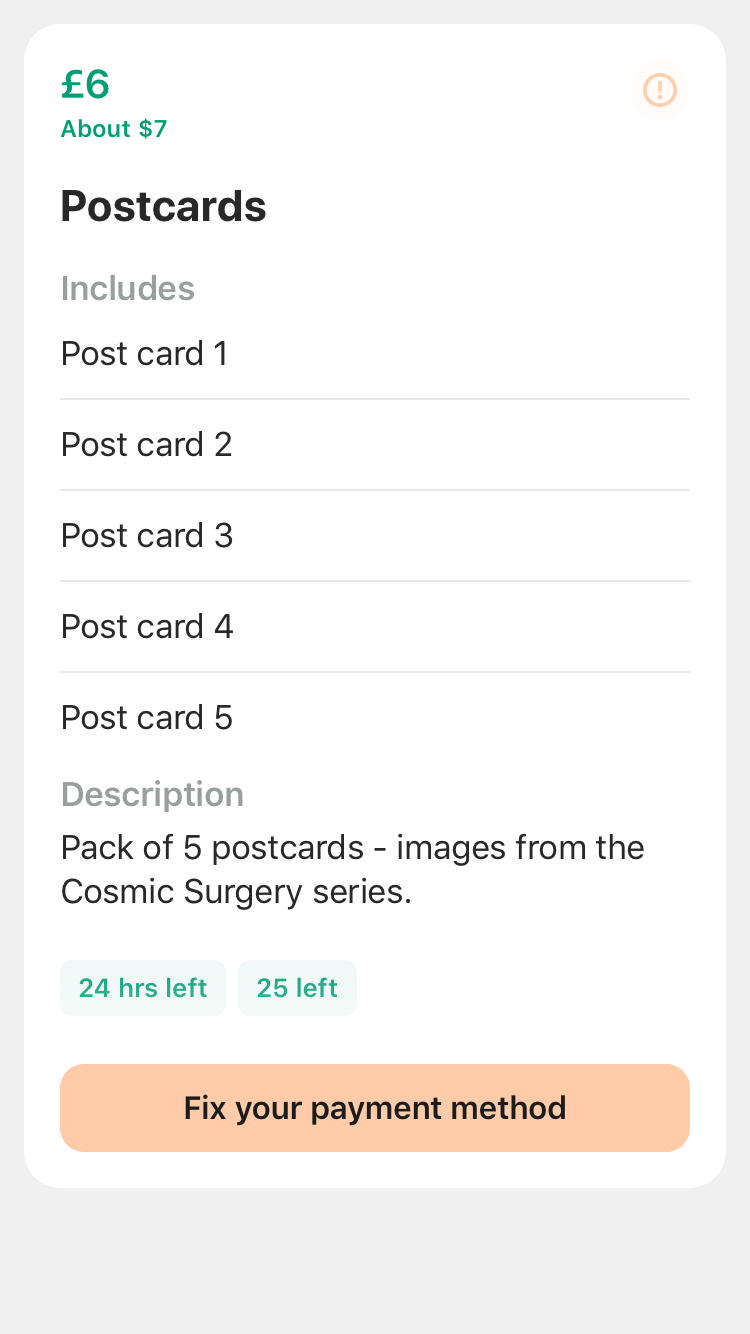 £6
About $7
Postcards
Includes
Post card 1
Post card 2
Post card 3
Post card 4
Post card 5
Description
Pack of 5 postcards - images from the
Cosmic Surgery series.
24 hrs left
25 left
Fix your payment method